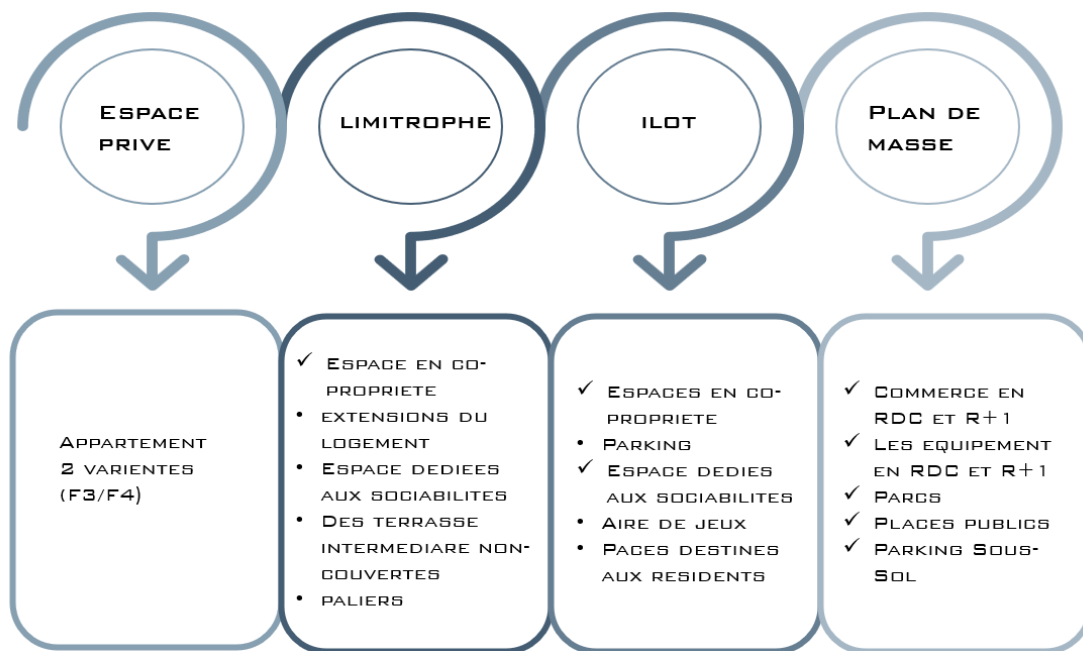 ESPACE
PRIVE
LIMITROPHE
ILOT
PLAN DE
MASSE
APPARTEMENT
2 VARIENTES
(F3/F4)
✓ ESPACE EN CO-
PROPRIETE
• EXTENSIONS DU
LOGEMENT
• ESPACE DEDIEES
AUX SOCIABILITES
• DES TERRASSE
INTERMEDIARE NON-
COUVERTES
• PALIERS
✓ ESPACES EN CO-
PROPRIETE
• PARKING
✓ ESPACE DEDIES
AUX SOCIABILITES
• AIRE DE JEUX
• PACES DESTINES
AUX RESIDENTS
✓ COMMERCE EN
RDC ET R+1
✓ LES EQUIPEMENT
EN RDC ET R+1
✓ PARCS
✓ PLACES PUBLICS
✓ PARKING SOUS-
SOL